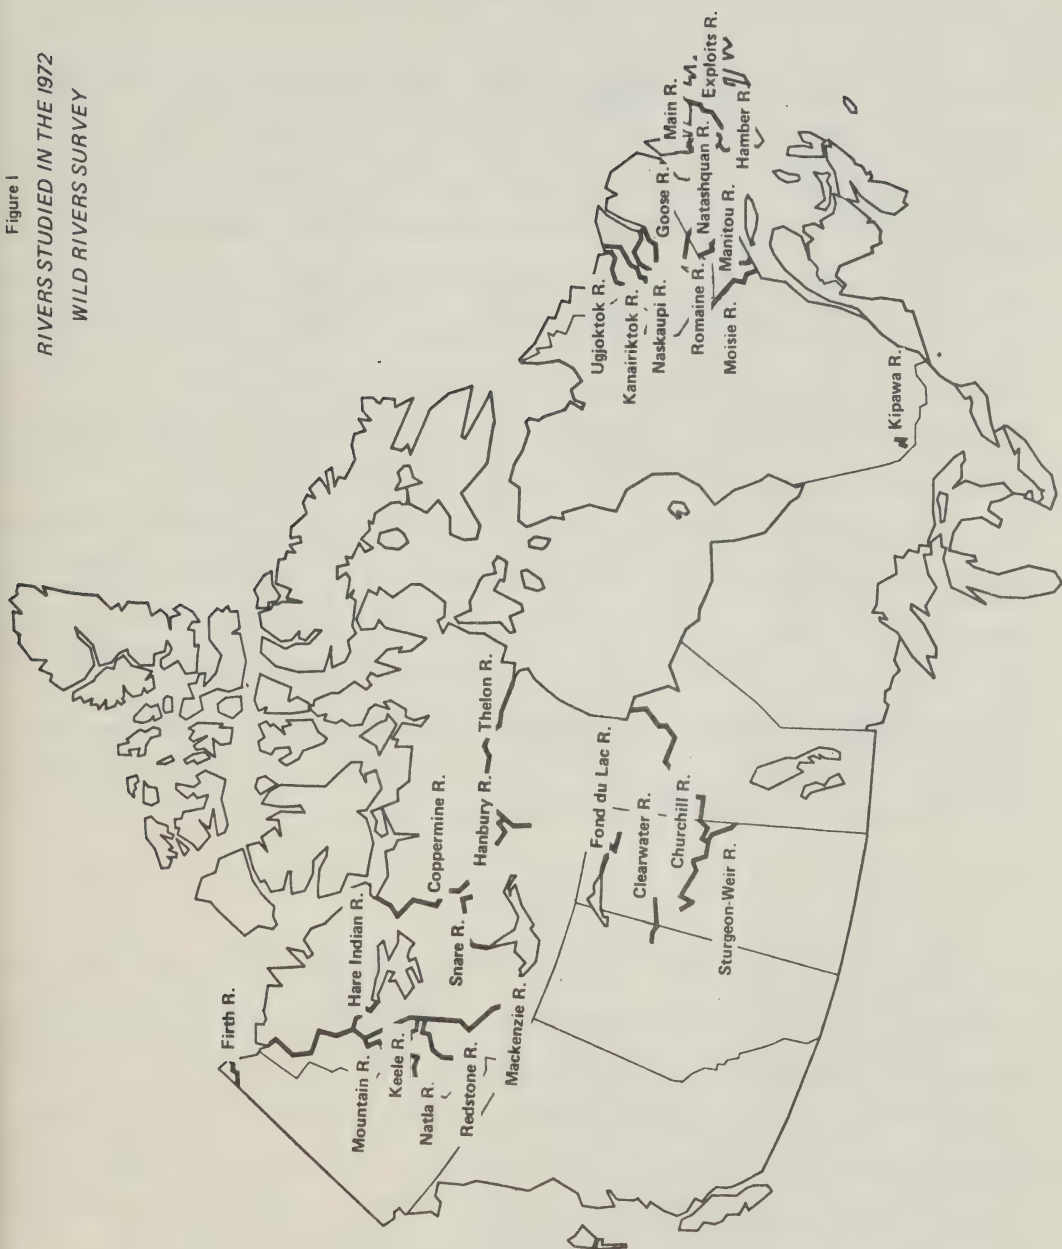 Figure I
RIVERS STUDIED IN THE 1972
WILD RIVERS SURVEY
Firth R.
Hare Indian R.
Mountain R.
Keele R.
Natla R.
Redstone R.
Mackenzie R.
Snare R.
Coppermine R.
Hanbury R.
Thelon R.
Fond du Lac R.
Clearwater R.
Churchill R.
Sturgeon-Weir R.
Kipawa R.
Ugjoktok R.
Kanairiktok R.
Naskaupi R.
Goose R.
Romaine R.
Moisie R.
Manitou R.
Natashquan R.
Main R.
Exploits R.
Hamber R.